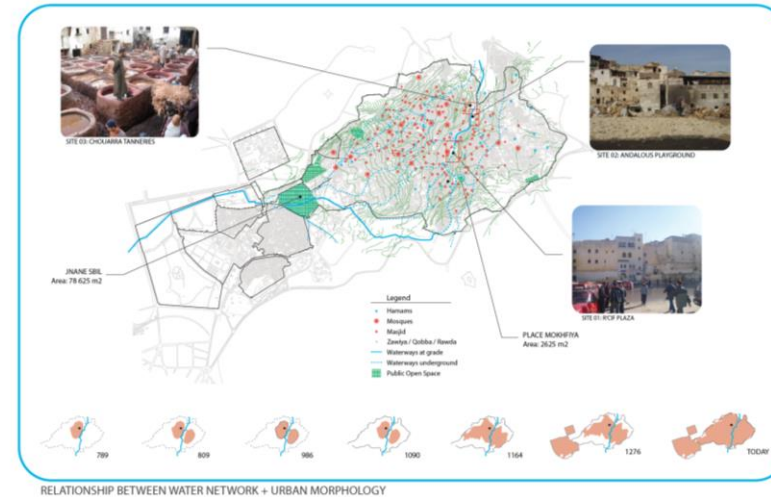 SITE 03: CHOUARRA TANNERIES
SITE 02: ANDALOUS PLAYGROUND
JNANE SBIL
Area: 78 625 m2
SITE 01: R'CIF PLAZA
PLACE MOKHFIYA
Area: 2625 m2
Legend
Hamams
Mosques
Masjid
Zawiya / Qobba / Rawda
Waterways at grade
Waterways underground
Public Open Space
789
809
986
1090
1164
1276
TODAY
RELATIONSHIP BETWEEN WATER NETWORK + URBAN MORPHOLOGY